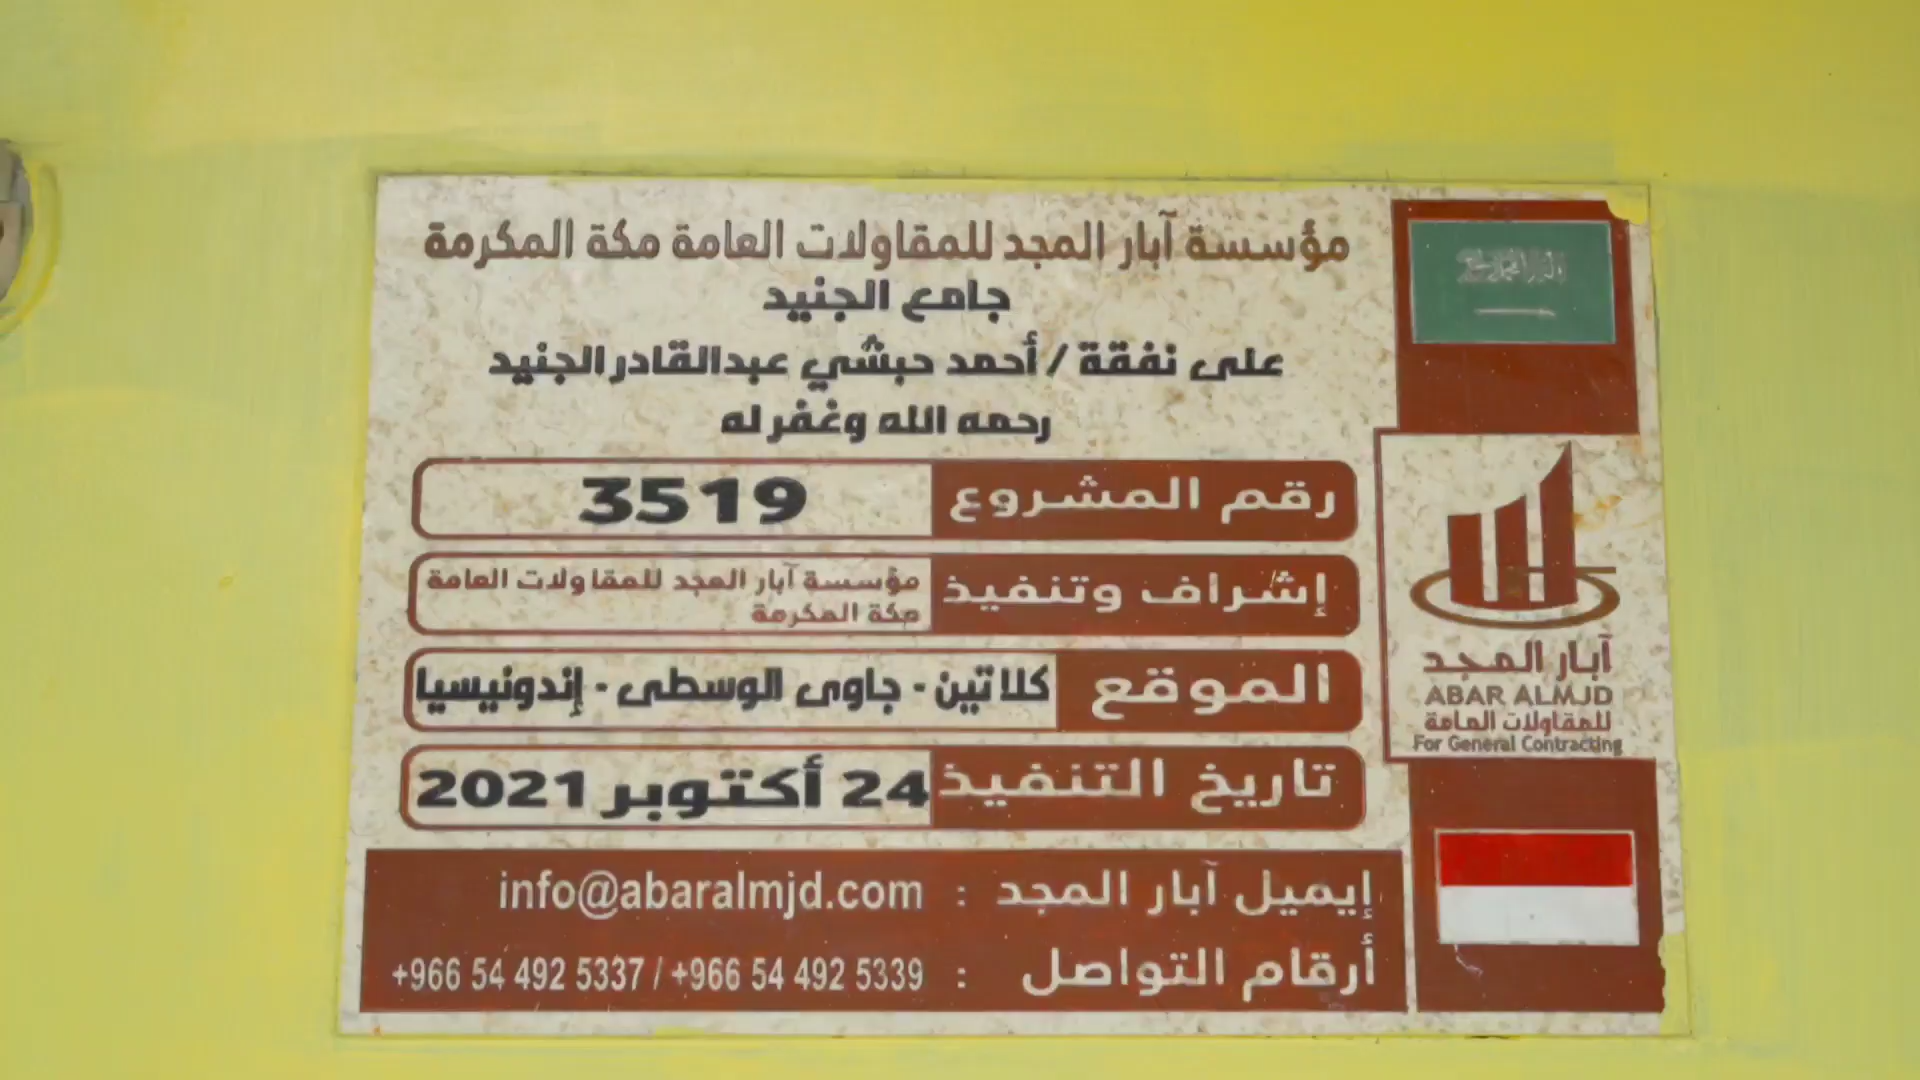 مؤسسة آبار المجد للمقاولات العامة مكة المكرمة
جامع الجنيد
على نفقة / أحمد حبشي عبدالقادر الجنيد
رحمه الله وغفر له
رقم المشروع 3519
إشراف وتنفيذ مؤسسة آبار المجد للمقاولات العامة
مكة المكرمة
الموقع كلاتين - جاوى الوسطى - إندونيسيا
تاريخ التنفيذ 24 أكتوبر 2021
إيميل آبار المجد : info@abaralmjd.com
أرقام التواصل : +966 54 492 5337 / +966 54 492 5339
آبار المجد
ABAR ALMJD
للمقاولات العامة
For General Contracting